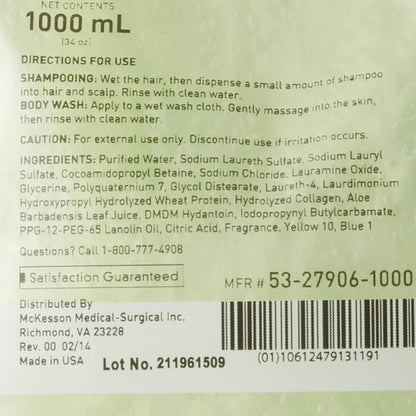 NET CONTENTS
1000 mL
(34 oz)
DIRECTIONS FOR USE
SHAMPOOING: Wet the hair, then dispense a small amount of shampoo
into hair and scalp. Rinse with clean water.
BODY WASH: Apply to a wet wash cloth. Gently massage into the skin,
then rinse with clean water.
CAUTION: For external use only. Discontinue use if irritation occurs.
INGREDIENTS: Purified Water, Sodium Laureth Sulfate, Sodium Lauryl
Sulfate, Cocoamidopropyl Betaine, Sodium Chloride, Lauramine Oxide,
Glycerine, Polyquaternium 7, Glycol Distearate, Laureth-4, Laurdimonium
Hydroxypropyl Hydrolyzed Wheat Protein, Hydrolyzed Collagen, Aloe
Barbadensis Leaf Juice, DMDM Hydantoin, Iodopropynyl Butylcarbamate,
PPG-12-PEG-65 Lanolin Oil, Citric Acid, Fragrance, Yellow 10, Blue 1
Questions? Call 1-800-777-4908
Satisfaction Guaranteed
MFR # 53-27906-1000
Distributed By
McKesson Medical-Surgical Inc.
Richmond, VA 23228
Rev. 00 02/14
Made in USA
Lot No. 211961509
(01)10612479131191